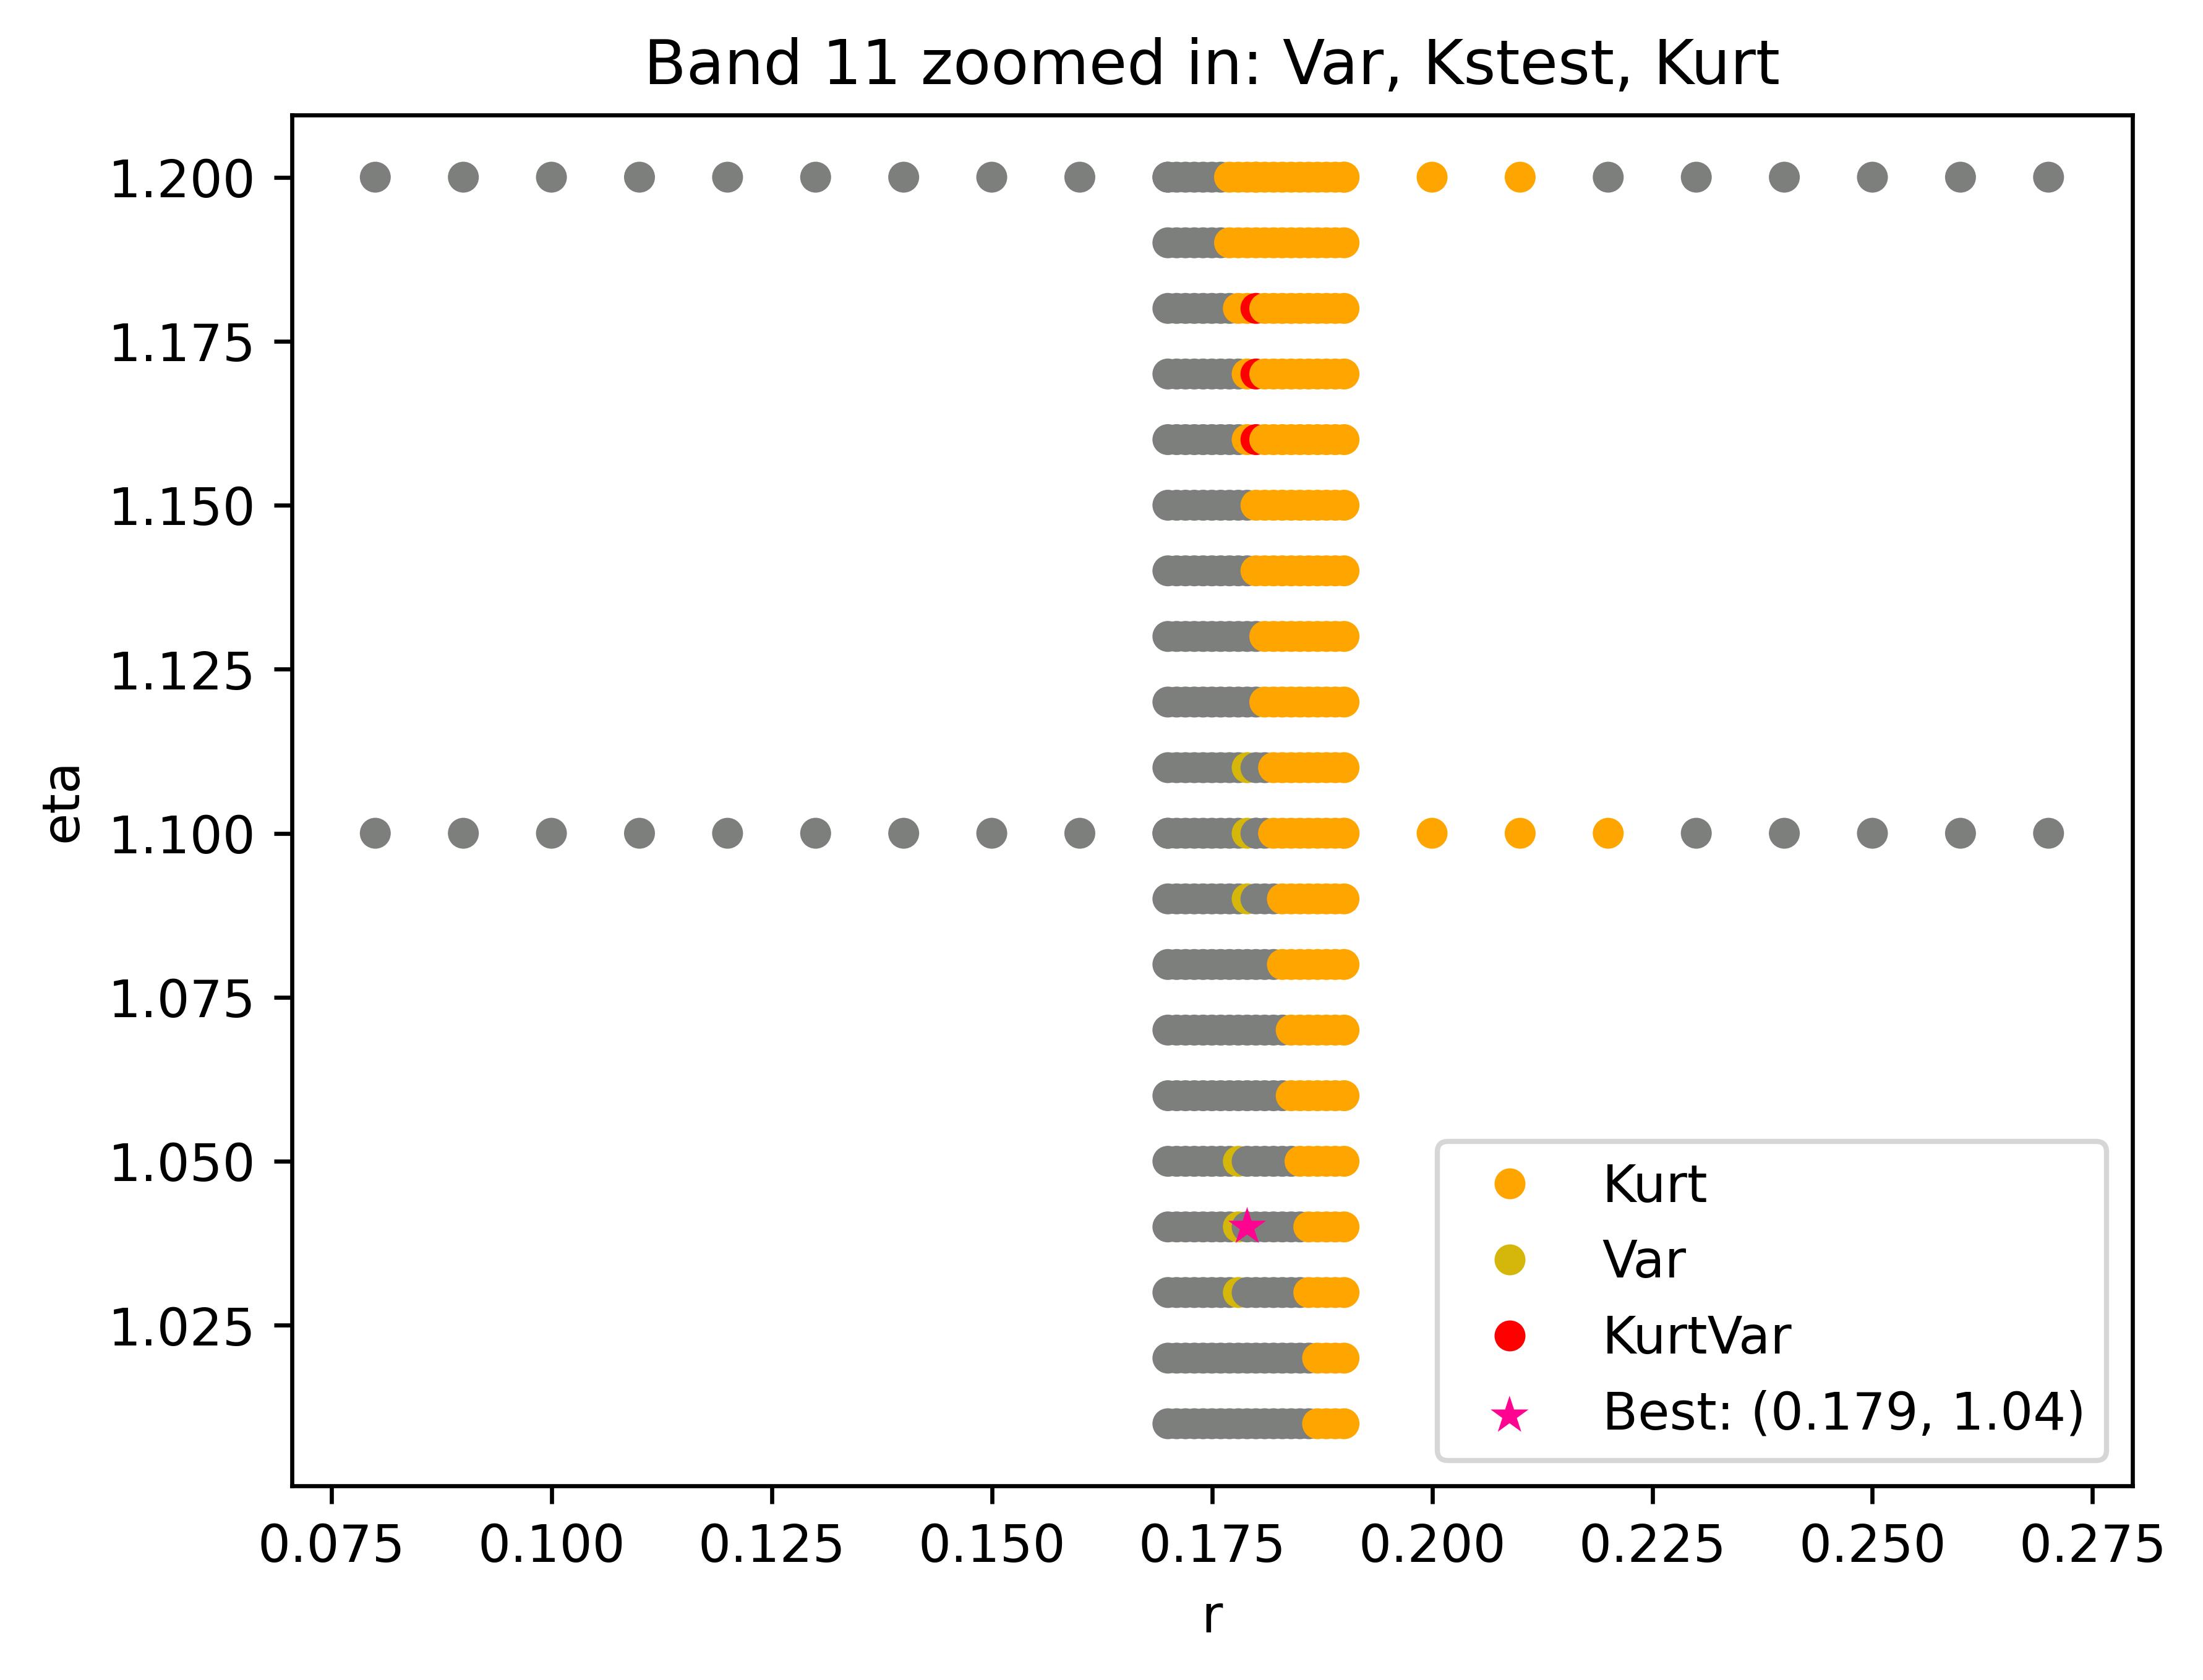 Band 11 zoomed in: Var, Kstest, Kurt
1.200
1.175
1.150
1.125
1.100
1.075
1.050
1.025
eta
Kurt
Var
KurtVar
Best: (0.179, 1.04)
0.075 0.100 0.125 0.150 0.175 0.200 0.225 0.250 0.275
r